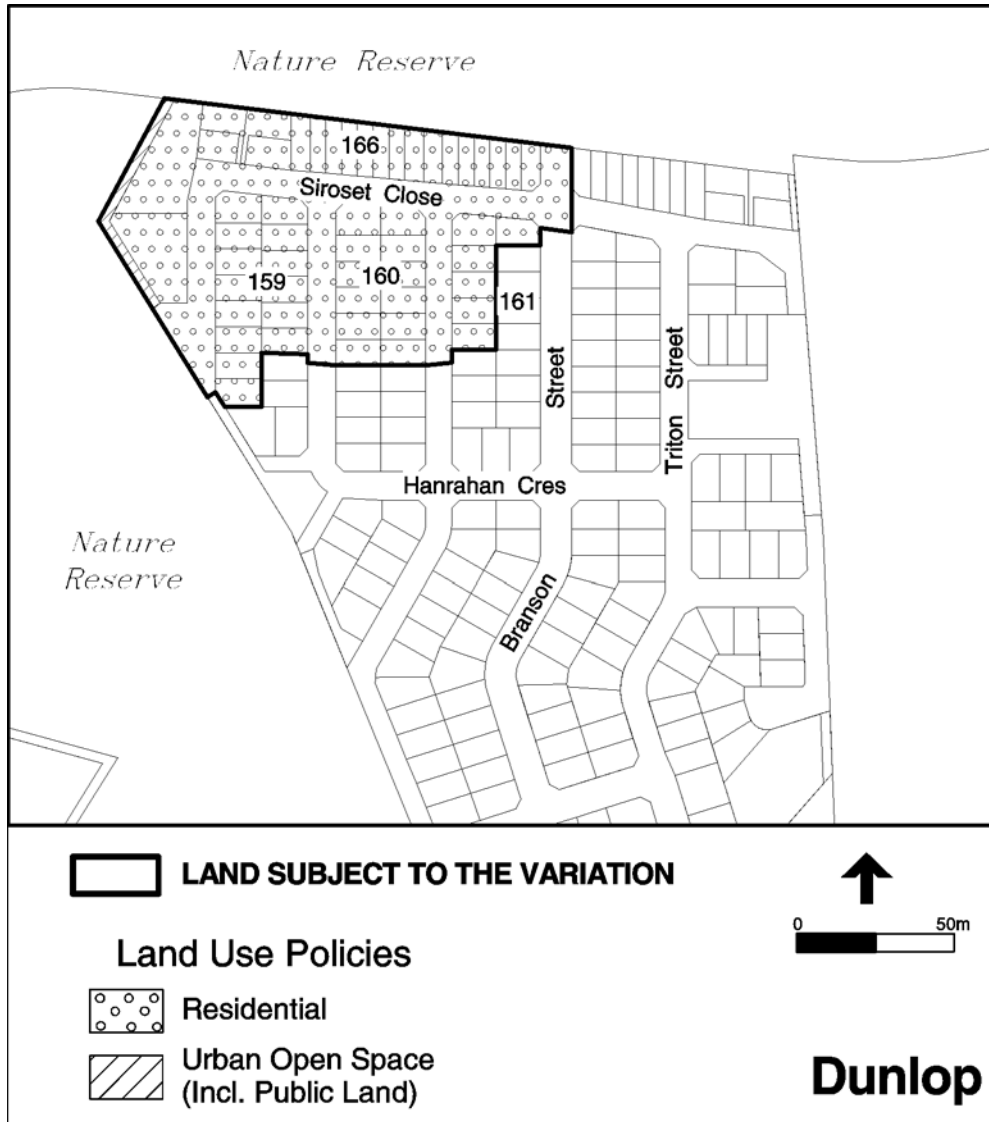 Nature Reserve
166
Siroset Close
159
160
161
Street
Triton Street
Hanrahan Cres
Nature
Reserve
Branson
LAND SUBJECT TO THE VARIATION
0 50m
Land Use Policies
Residential
Urban Open Space
(Incl. Public Land)
Dunlop